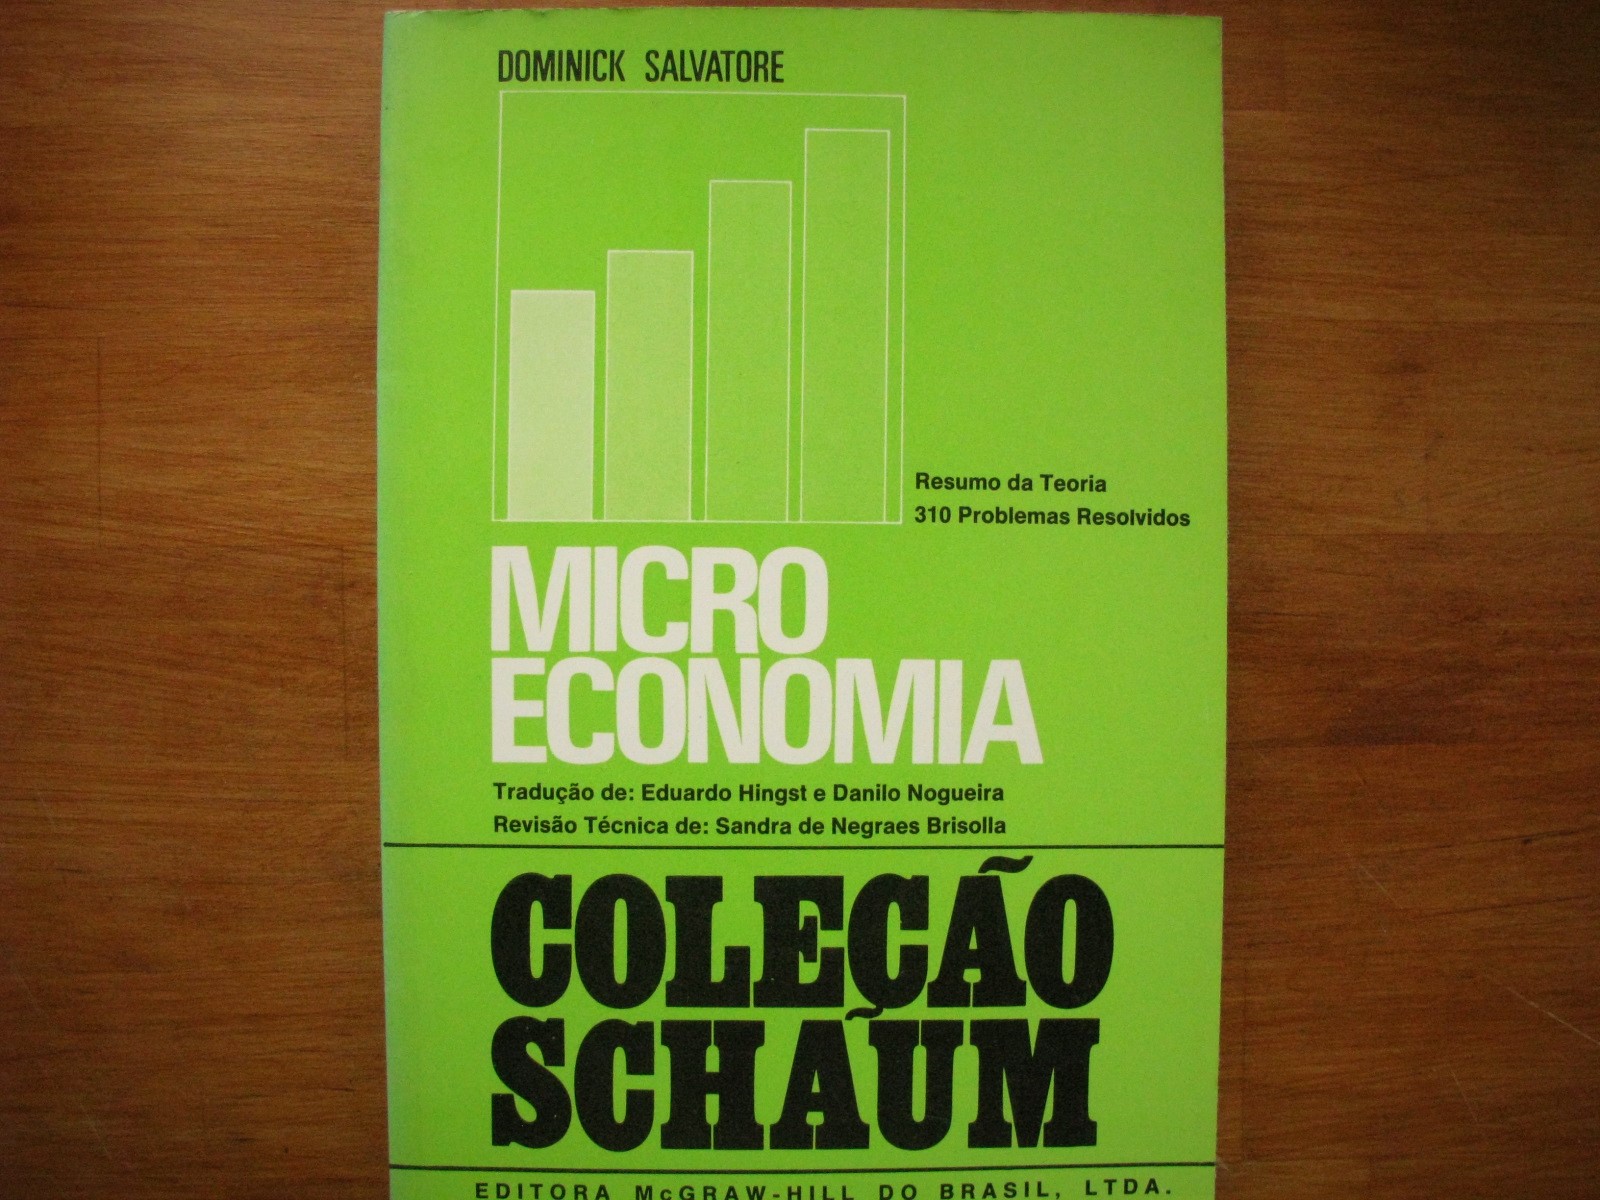 DOMINICK SALVATORE
Resumo da Teoria
310 Problemas Resolvidos
MICRO
ECONOMIA
Tradução de: Eduardo Hingst e Danilo Nogueira
Revisão Técnica de: Sandra de Negraes Brisolla
COLEÇÃO
SCHAUM
EDITORA McGRAW-HILL DO BRASIL, LTDA.